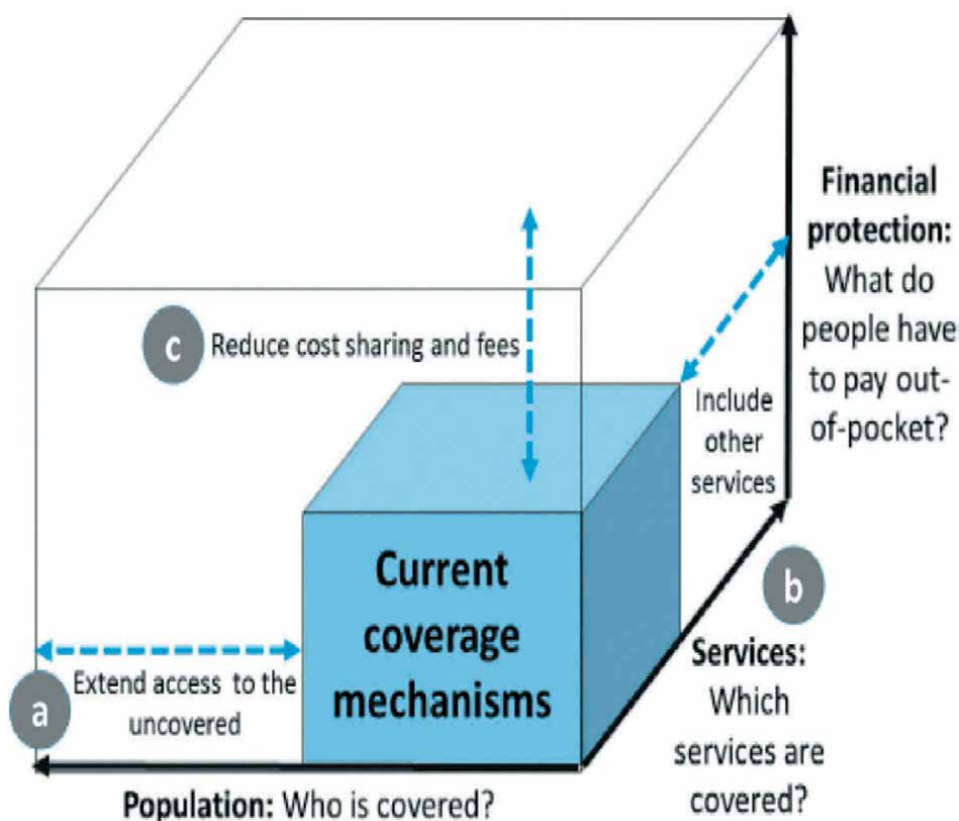 Financial
protection:
What do
people have
to pay out-
of-pocket?
c
Reduce cost sharing and fees
Include
other
services
Current
coverage
mechanisms
b
Services:
Which
services are
covered?
a
Extend access to the
uncovered
Population: Who is covered?